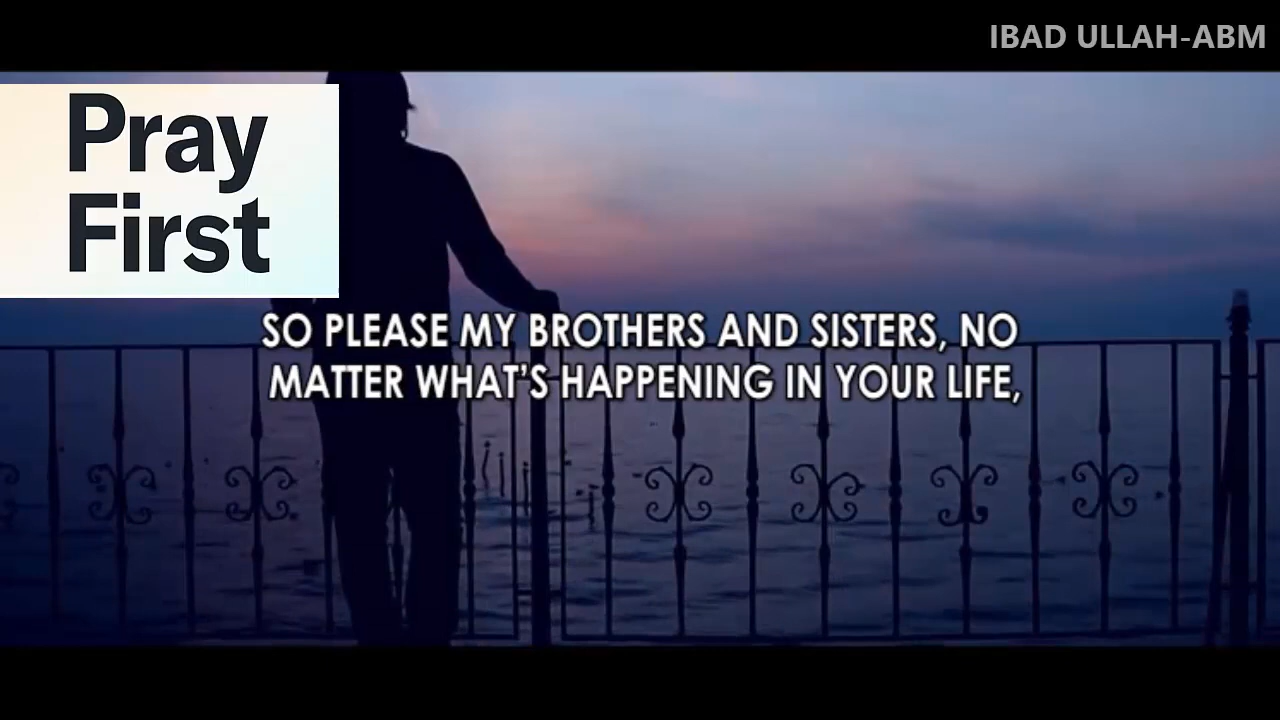 IBAD ULLAH-ABM
Pray
First
SO PLEASE MY BROTHERS AND SISTERS, NO
MATTER WHAT'S HAPPENING IN YOUR LIFE,